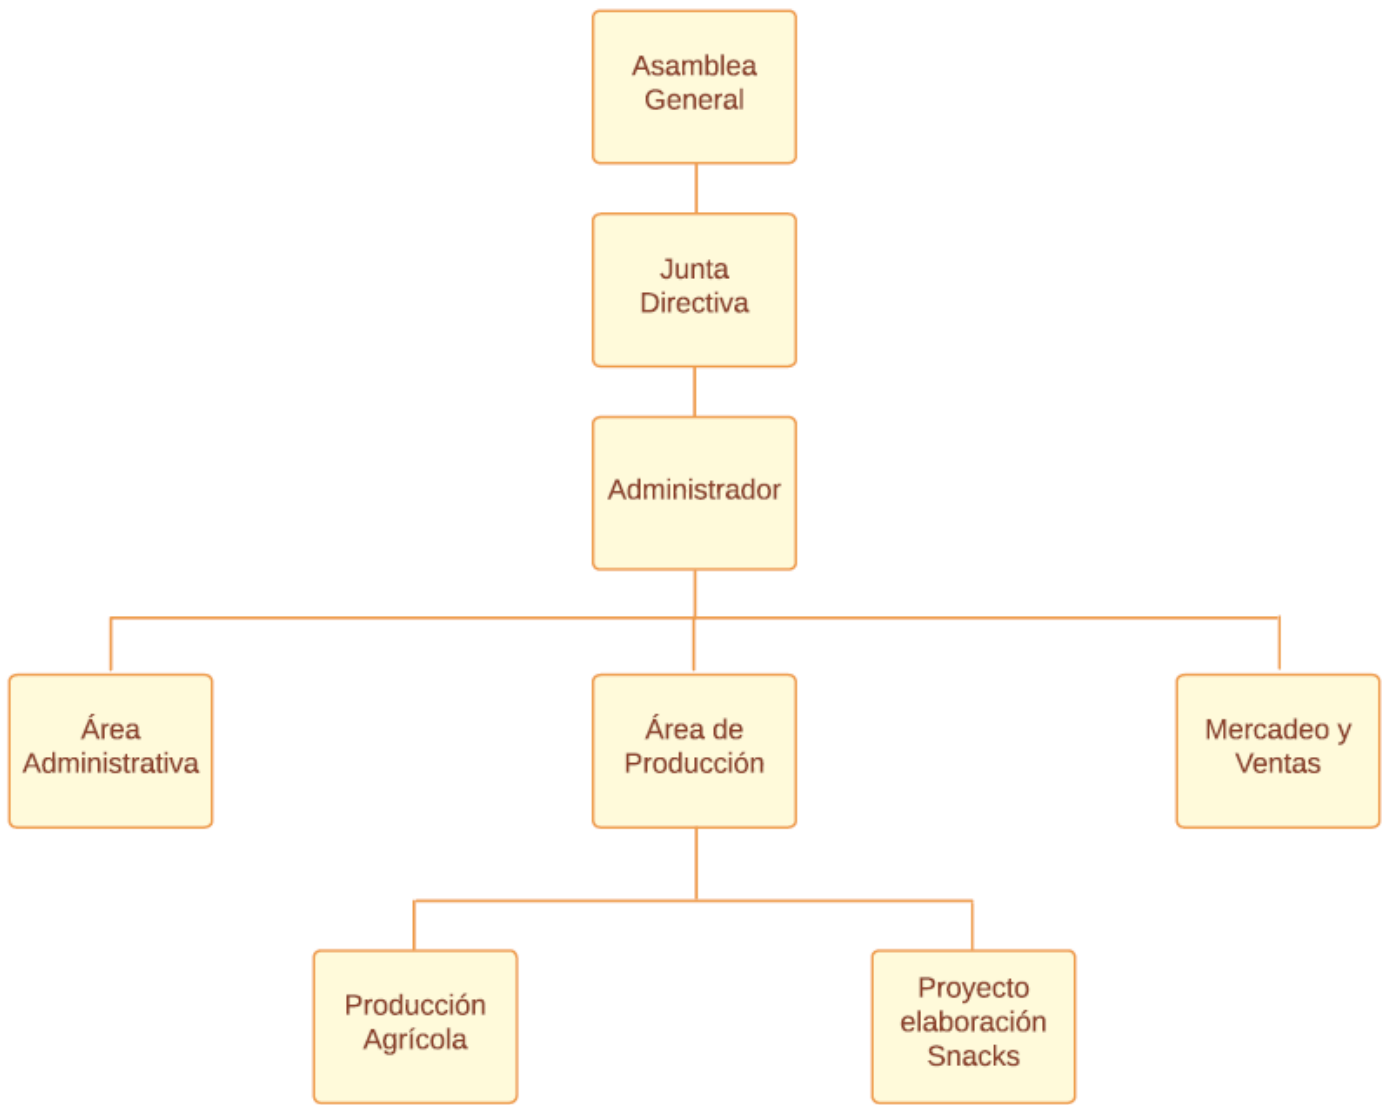 Asamblea
General
Junta
Directiva
Administrador
Área
Administrativa
Área de
Producción
Mercadeo y
Ventas
Producción
Agrícola
Proyecto
elaboración
Snacks